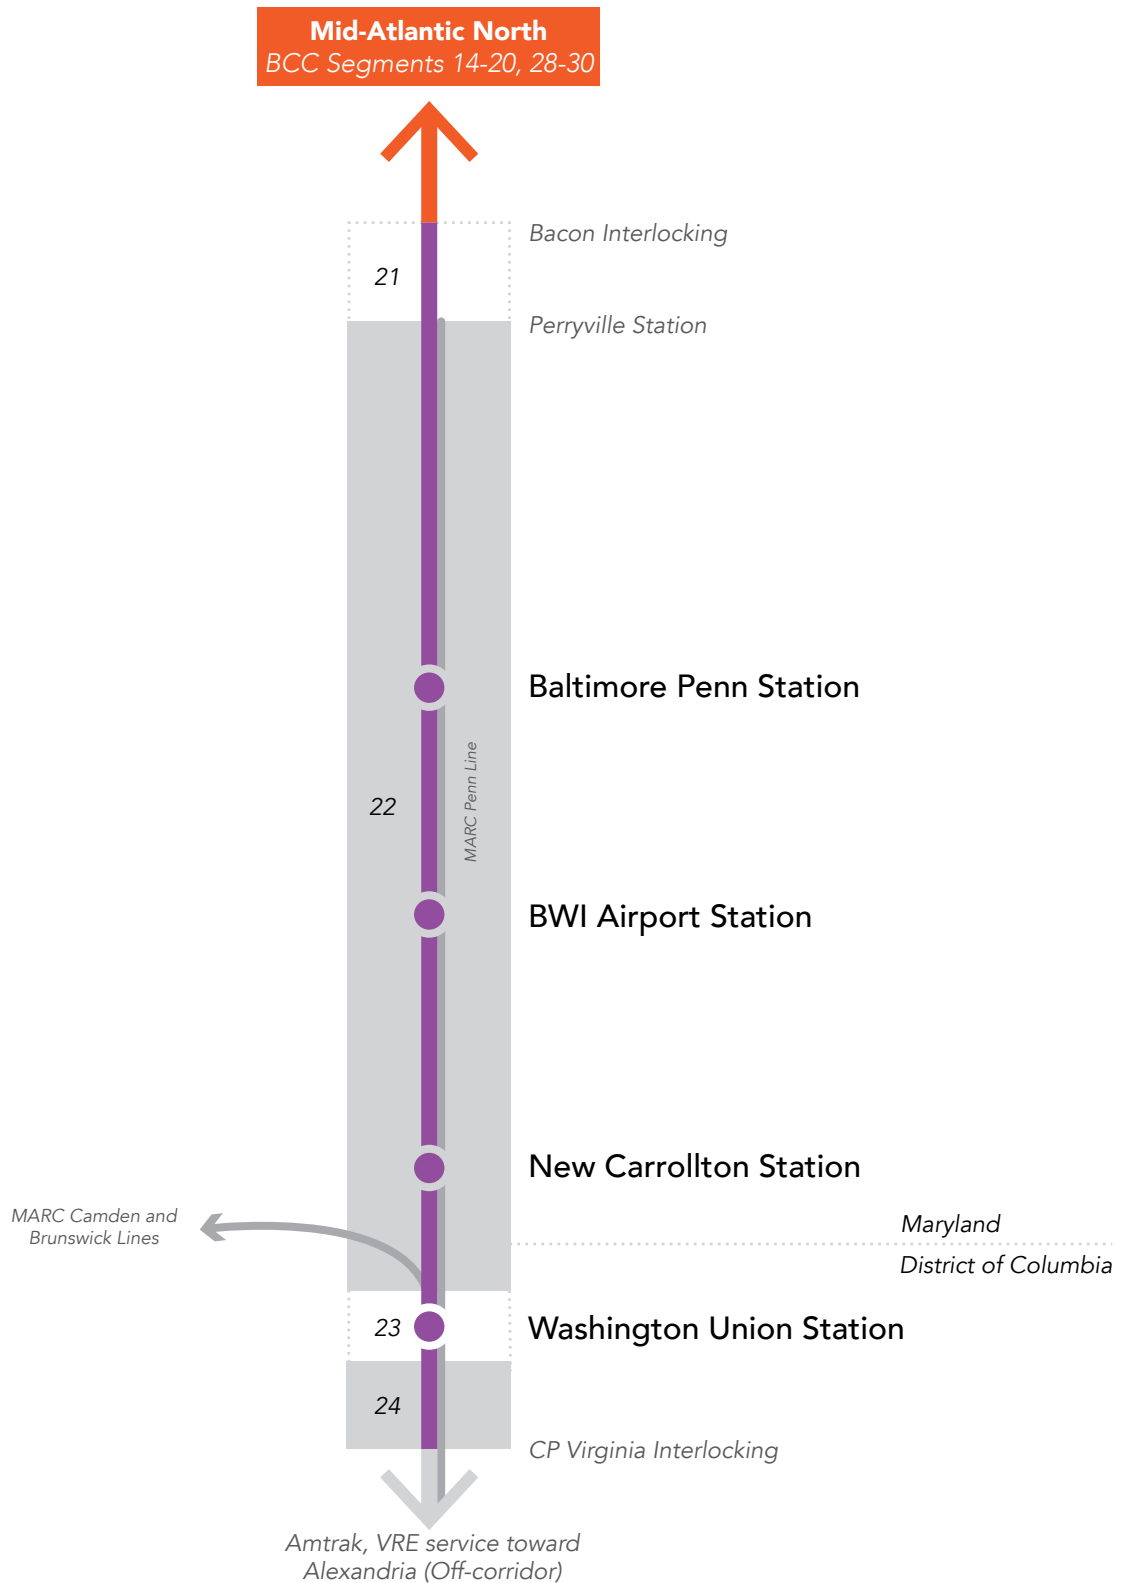 Mid-Atlantic North
BCC Segments 14-20, 28-30
Bacon Interlocking
21
Perryville Station
Baltimore Penn Station
MARC Penn Line
22
BWI Airport Station
New Carrollton Station
MARC Camden and
Brunswick Lines
Maryland
District of Columbia
23
Washington Union Station
24
CP Virginia Interlocking
Amtrak, VRE service toward
Alexandria (Off-corridor)